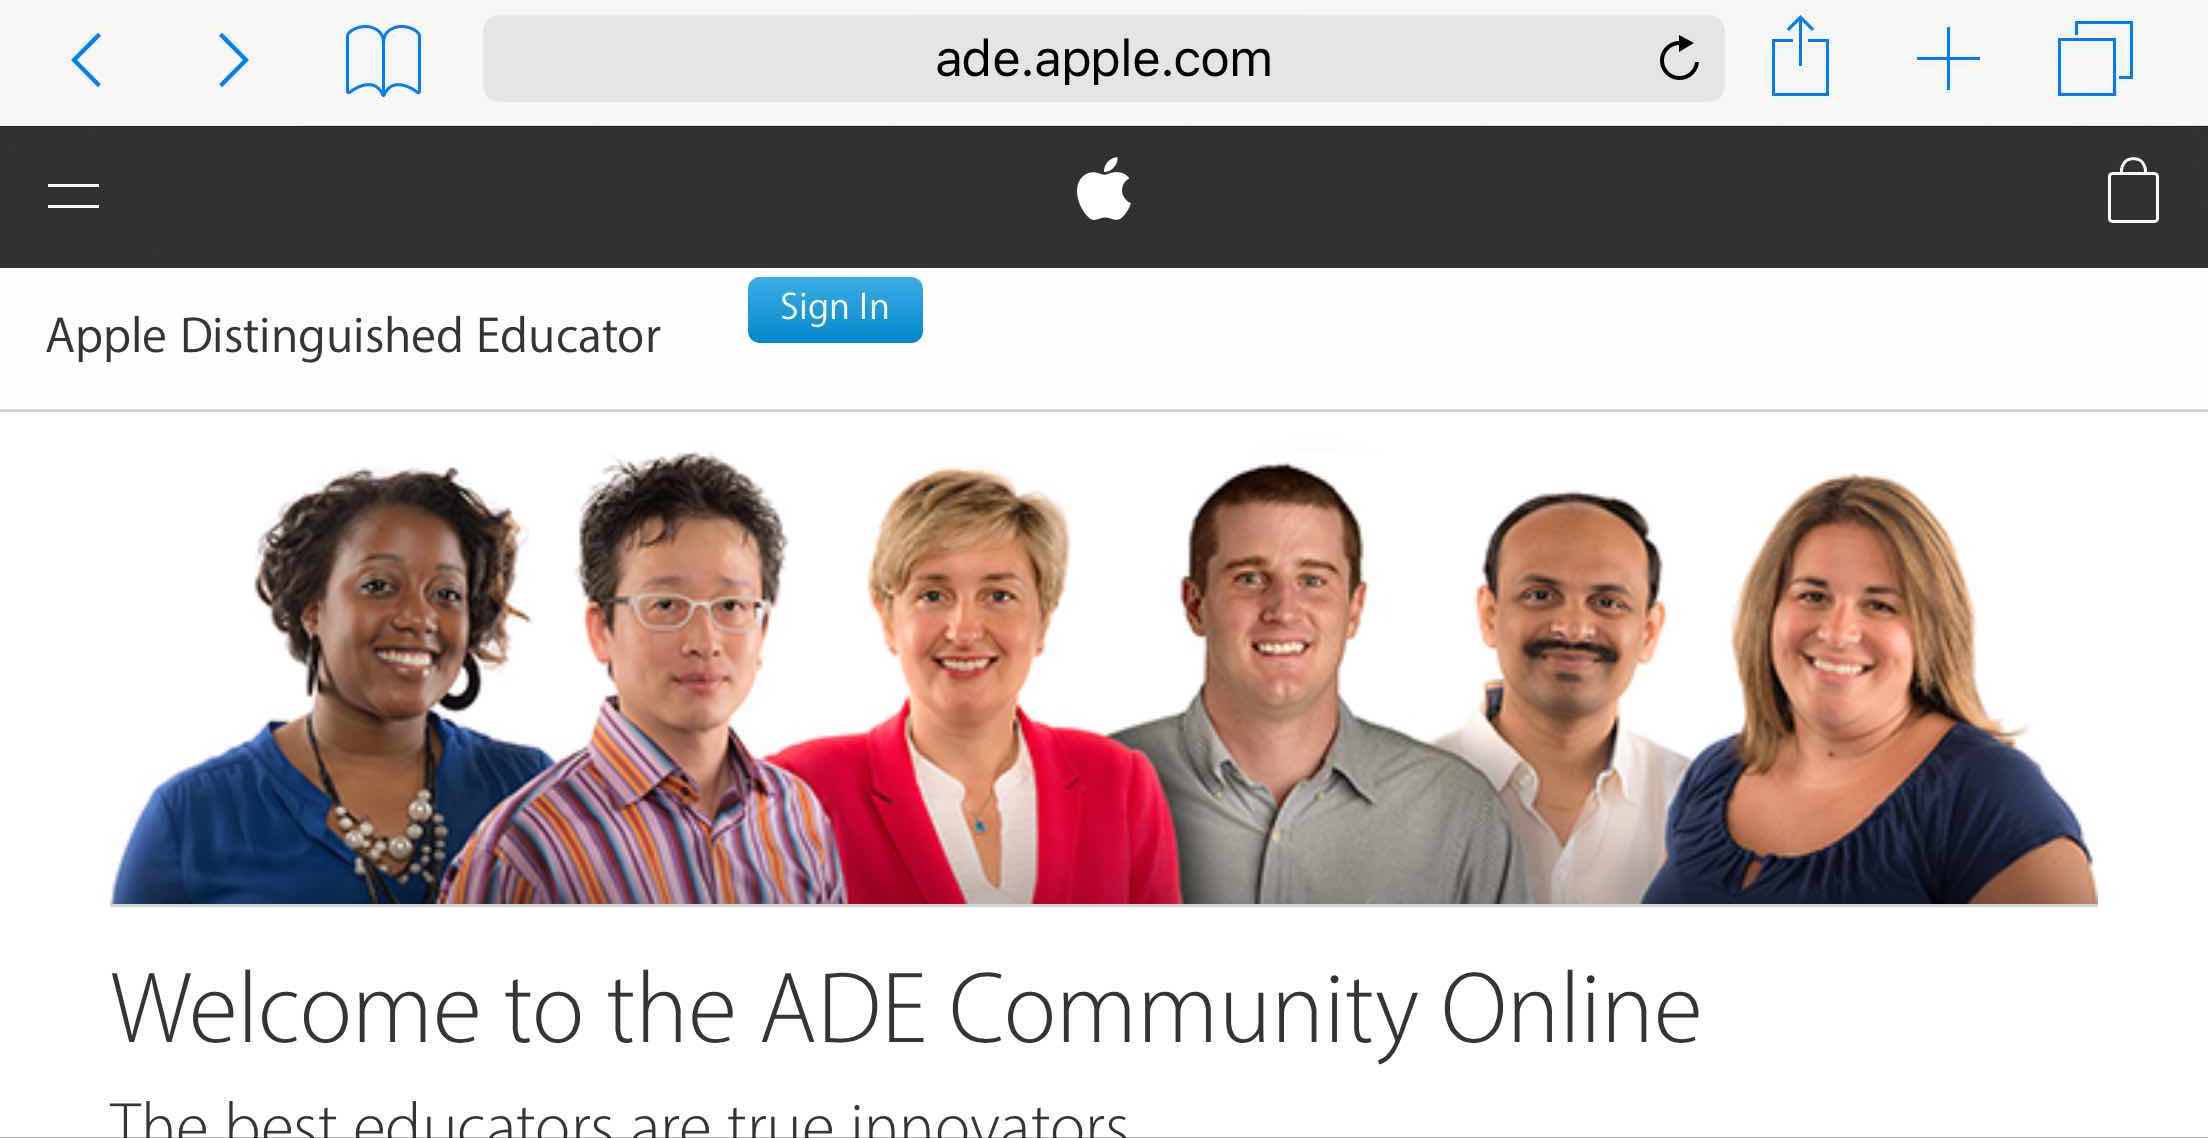 ade.apple.com
Apple Distinguished Educator
Sign In
Welcome to the ADE Community Online
The best educators are true innovators